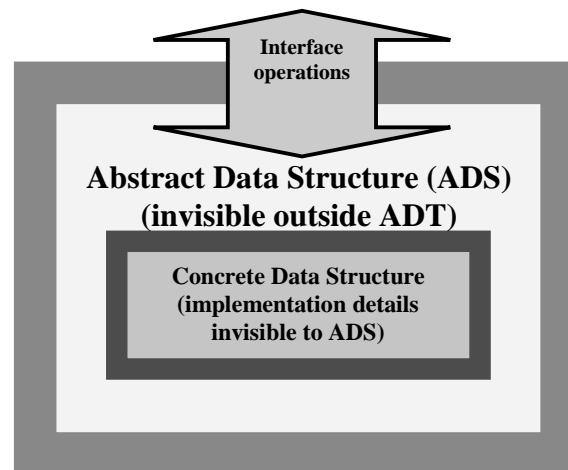 Interface
operations
Abstract Data Structure (ADS)
(invisible outside ADT)
Concrete Data Structure
(implementation details
invisible to ADS)